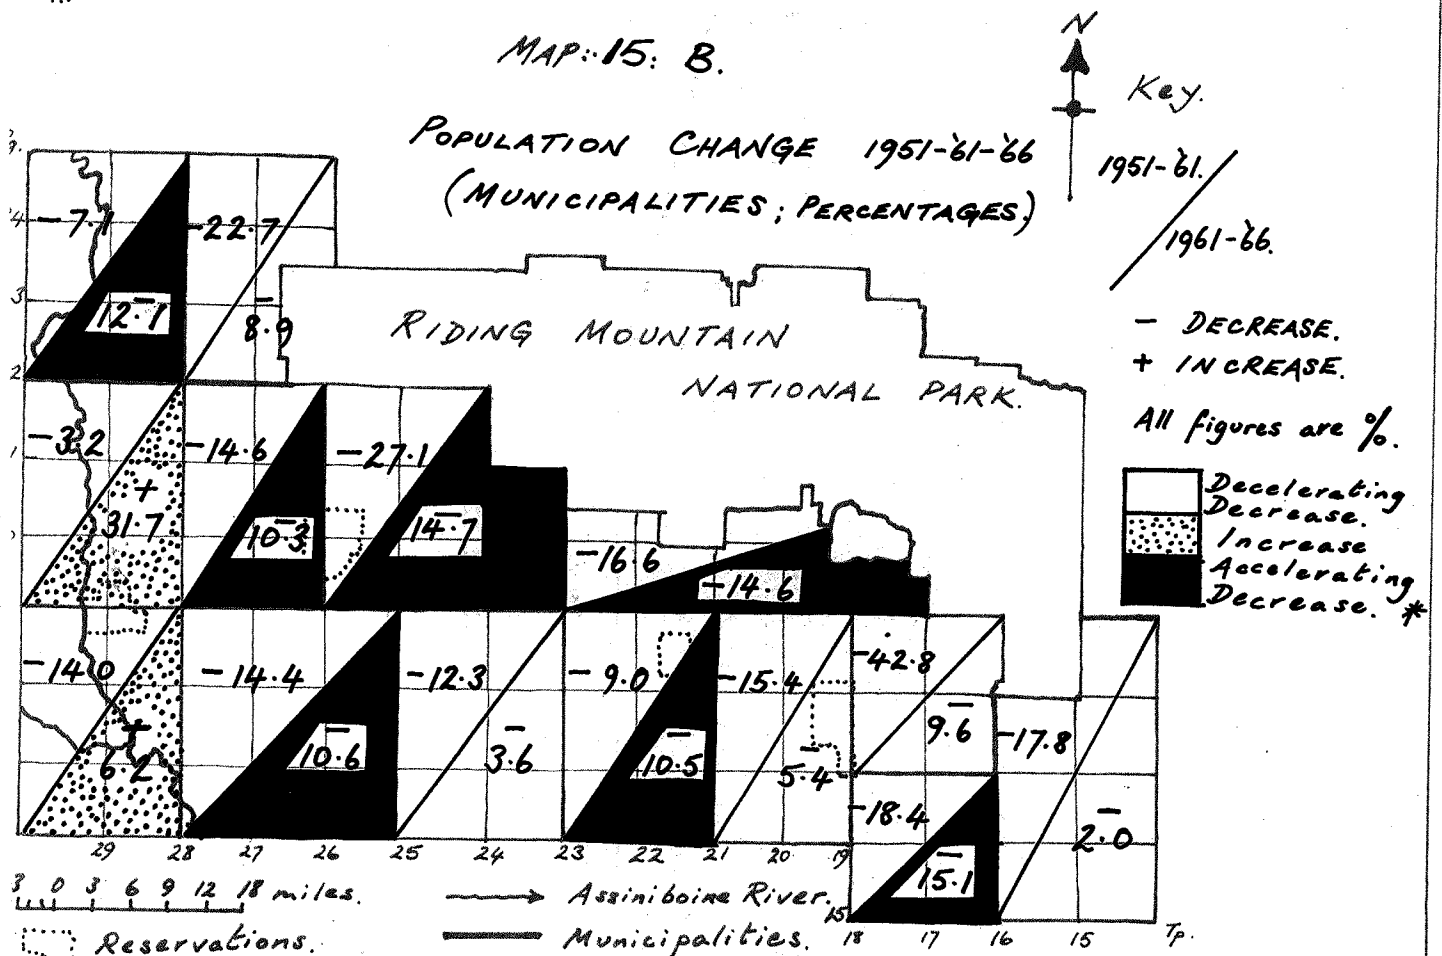 MAP: 15: B.
N
Key.
POPULATION CHANGE 1951-'61-'66
(MUNICIPALITIES; PERCENTAGES.)
1951-'61.
1961-'66.
- DECREASE.
+ INCREASE.
All figures are %.
Decelerating
Decrease.
Increase
Accelerating
Decrease. *
RIDING MOUNTAIN
NATIONAL PARK.
-7.1
-22.7
-12.1
-8.9
-3.2
-14.6
-27.1
+31.7
-10.3
-14.7
-16.6
-14.6
-14.0
-14.4
-12.3
-9.0
-15.4
-42.8
+6.2
-10.6
-3.6
-10.5
-5.4
-9.6
-17.8
-18.4
-15.1
-2.0
29 28 27 26 25 24 23 22 21 20 19
3 0 3 6 9 12 18 miles.
Assiniboine River.
15
Reservations.
Municipalities.
18 17 16 15 Tp.